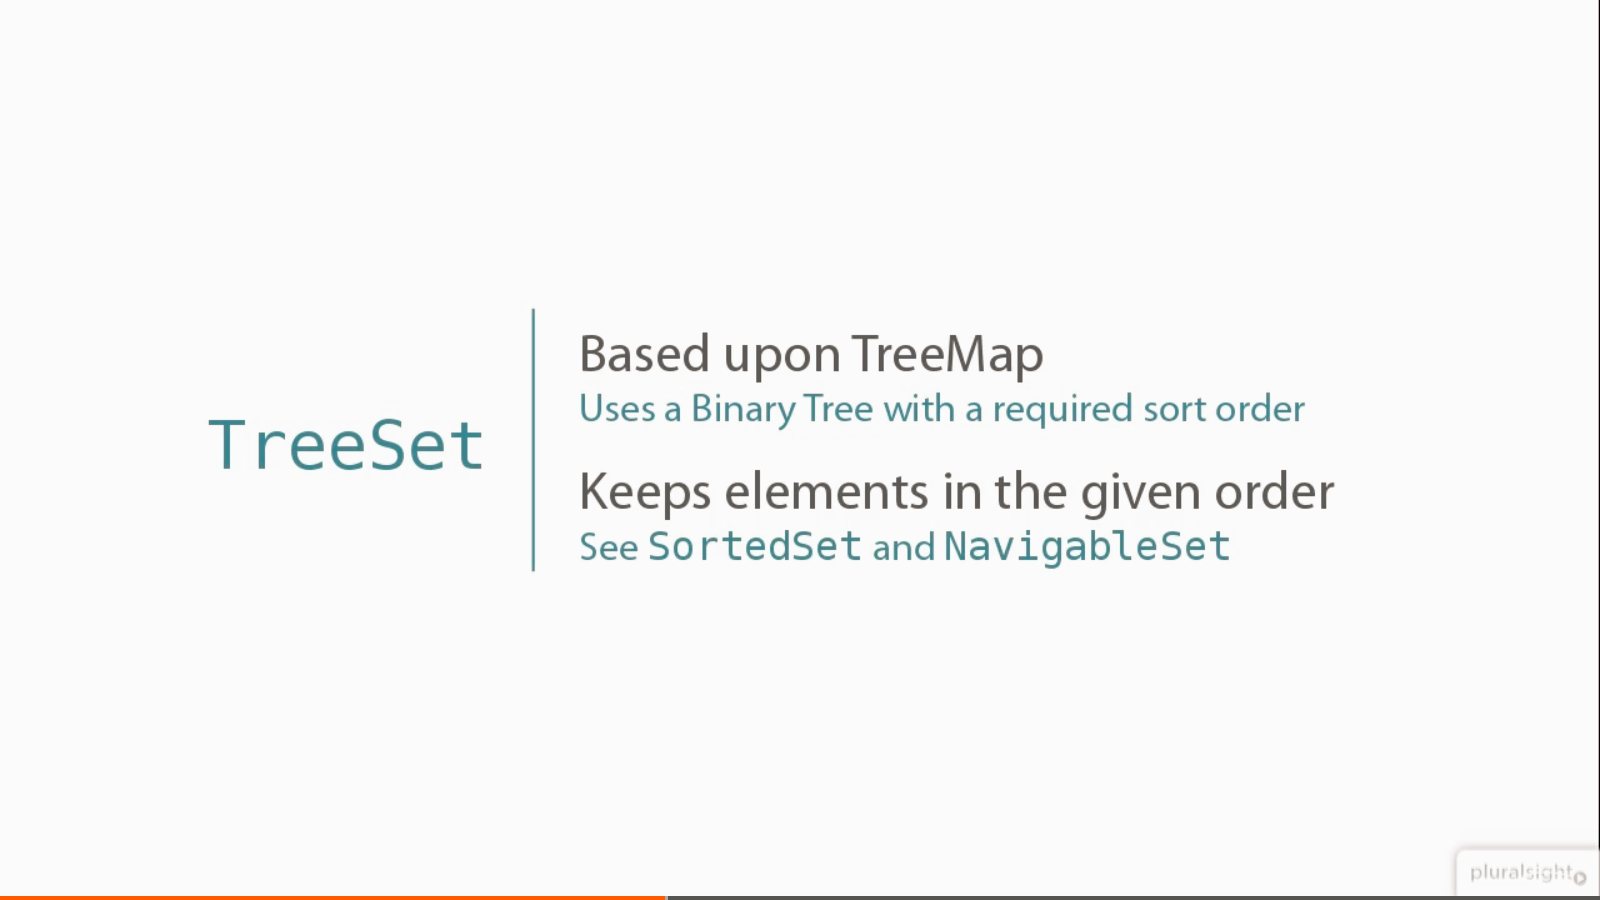 TreeSet
Based upon TreeMap
Uses a Binary Tree with a required sort order
Keeps elements in the given order
See SortedSet and NavigableSet
pluralsight